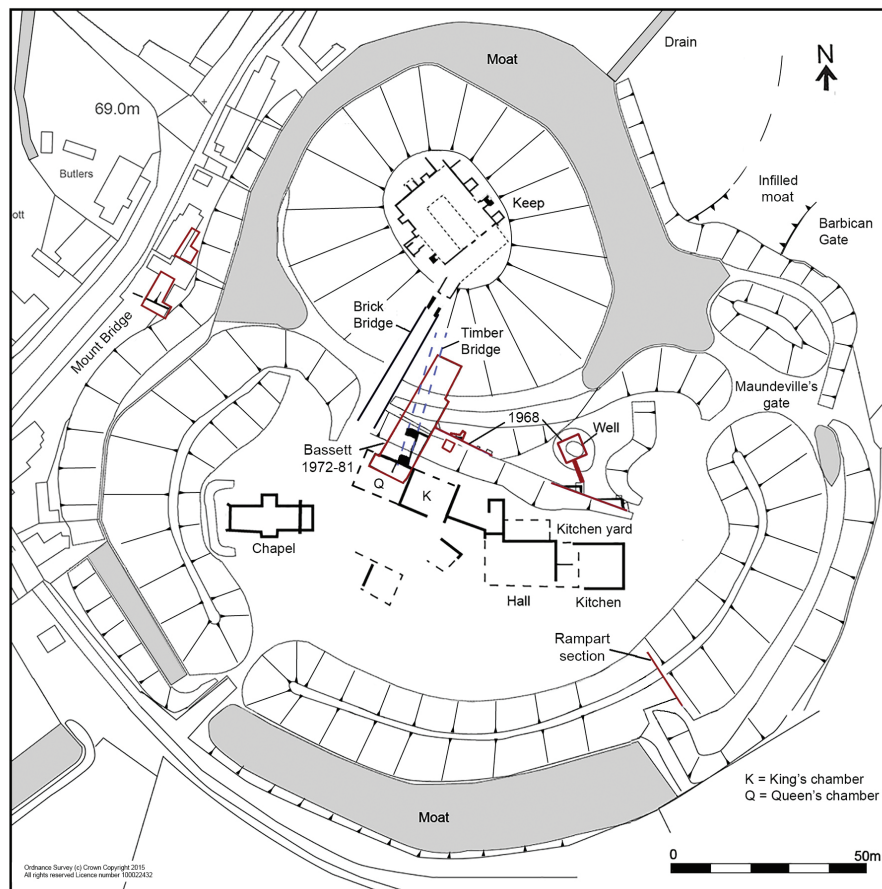 Moat
Drain
N
69.0m
Butlers
ott
Keep
Infilled
moat
Barbican
Gate
Brick
Bridge
Timber
Bridge
Mount Bridge
Maundeville's
gate
1968
Well
Bassett
1972-81
Q
K
Kitchen yard
Chapel
Hall
Kitchen
Rampart
section
K = King's chamber
Q = Queen's chamber
Moat
0
50m
Ordnance Survey (c) Crown Copyright 2015
All rights reserved Licence number 100022432